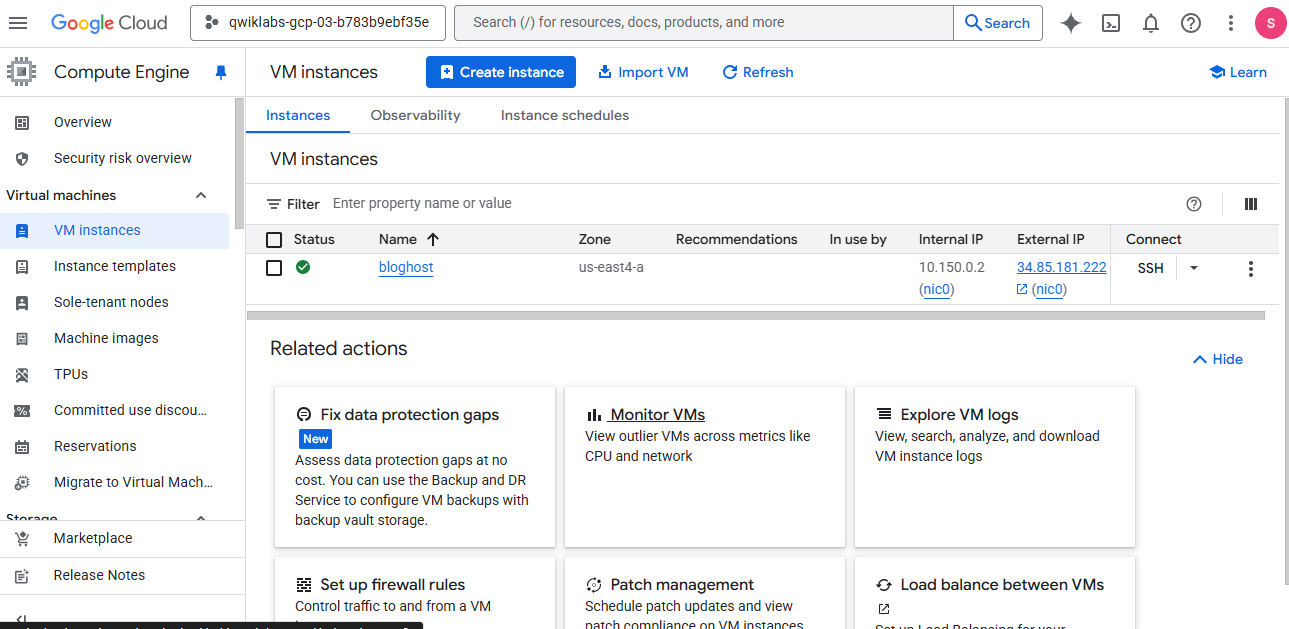 Google Cloud
qwiklabs-gcp-03-b783b9ebf35e
Search (/) for resources, docs, products, and more
Search
S
Compute Engine
VM instances
Create instance
Import VM
Refresh
Learn
Overview
Security risk overview
Virtual machines
VM instances
Instance templates
Sole-tenant nodes
Machine images
TPUs
Committed use discou...
Reservations
Migrate to Virtual Mach...
Storage
Marketplace
Release Notes
Instances
Observability
Instance schedules
VM instances
Filter
Enter property name or value
Status
Name
Zone
Recommendations
In use by
Internal IP
External IP
Connect
bloghost
us-east4-a
10.150.0.2
34.85.181.222
SSH
(nic0)
(nic0)
Related actions
Hide
Fix data protection gaps
New
Assess data protection gaps at no
cost. You can use the Backup and DR
Service to configure VM backups with
backup vault storage.
Monitor VMs
View outlier VMs across metrics like
CPU and network
Explore VM logs
View, search, analyze, and download
VM instance logs
Set up firewall rules
Control traffic to and from a VM
Patch management
Schedule patch updates and view
patch compliance on VM instances
Load balance between VMs
Set up Load Balancing for your